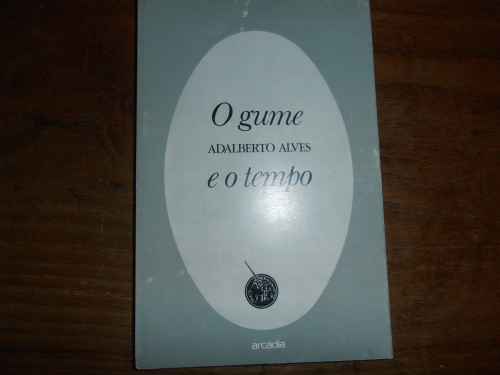 O gume
ADALBERTO ALVES
e o tempo
arcádia